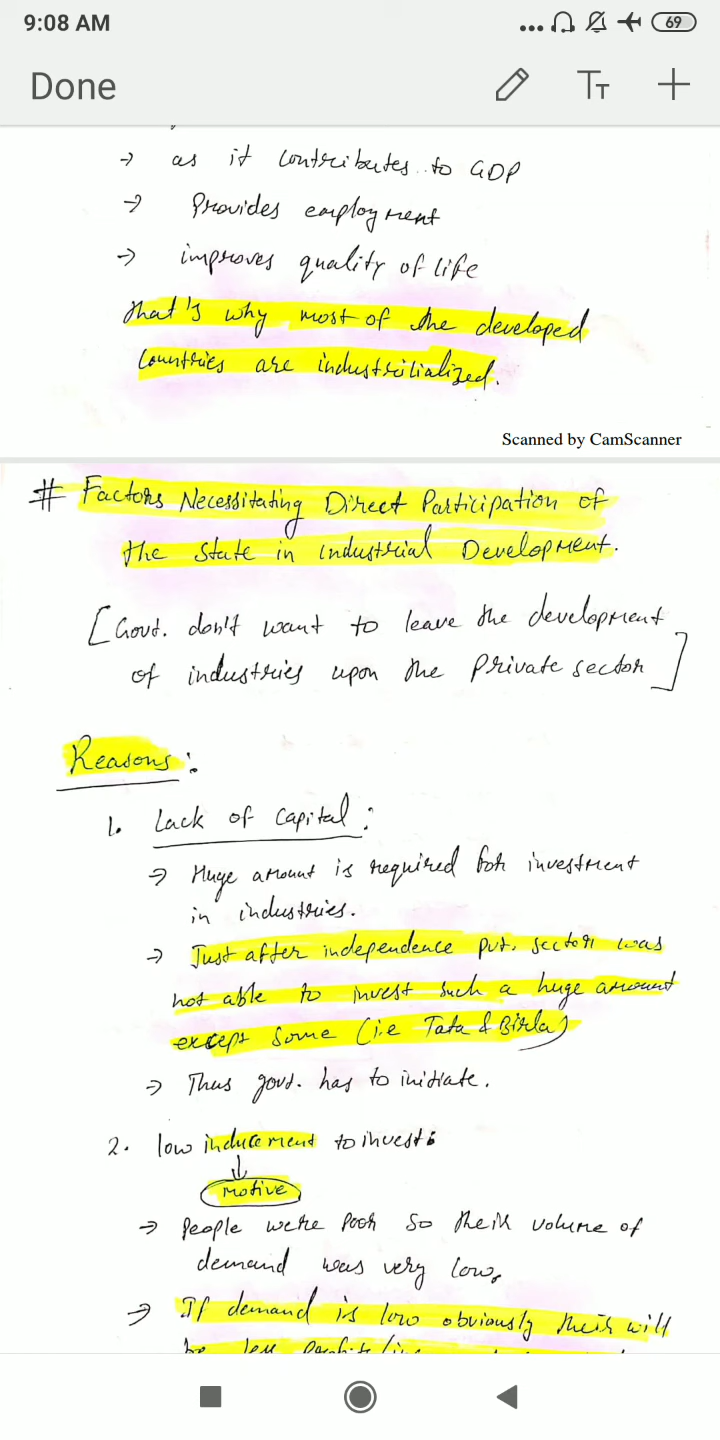 9:08 AM
69
Done
TT
→ as it contributes to GDP
→ Provides employment
→ improves quality of life
that's why most of the developed
Countries are industrilialized.
Scanned by CamScanner
# Factors Necessitating Direct Participation of
the State in Industrial Development.
[Govt. don't want to leave the development
of industries upon the private sector]
Reasons:
1. Lack of Capital:
→ Huge amount is required for investment
in industries.
→ Just after independence pvt. sector was
not able to invest such a huge amount
except some (i.e Tata & Birla)
→ Thus govt. has to initiate.
2. low inducement to invest:
↓
motive
→ People were poor so their volume of
demand was very low.
→ If demand is low obviously their will
be less